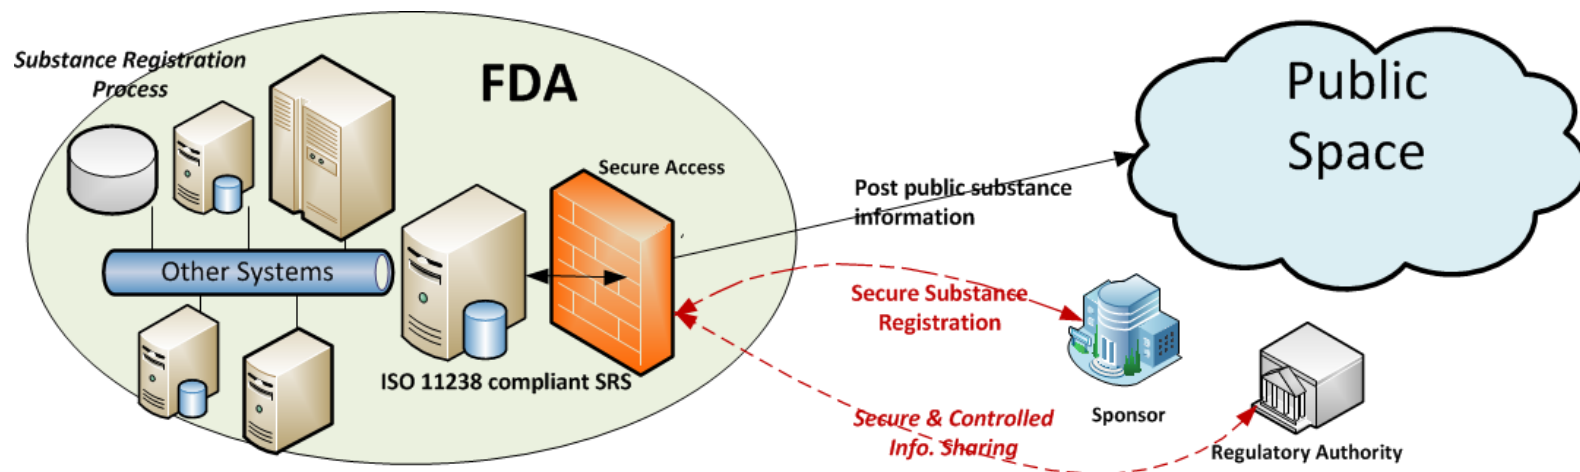 Substance Registration
Process
FDA
Secure Access
Other Systems
ISO 11238 compliant SRS
Post public substance
information
Public
Space
Secure Substance
Registration
Sponsor
Secure & Controlled
Info. Sharing
Regulatory Authority